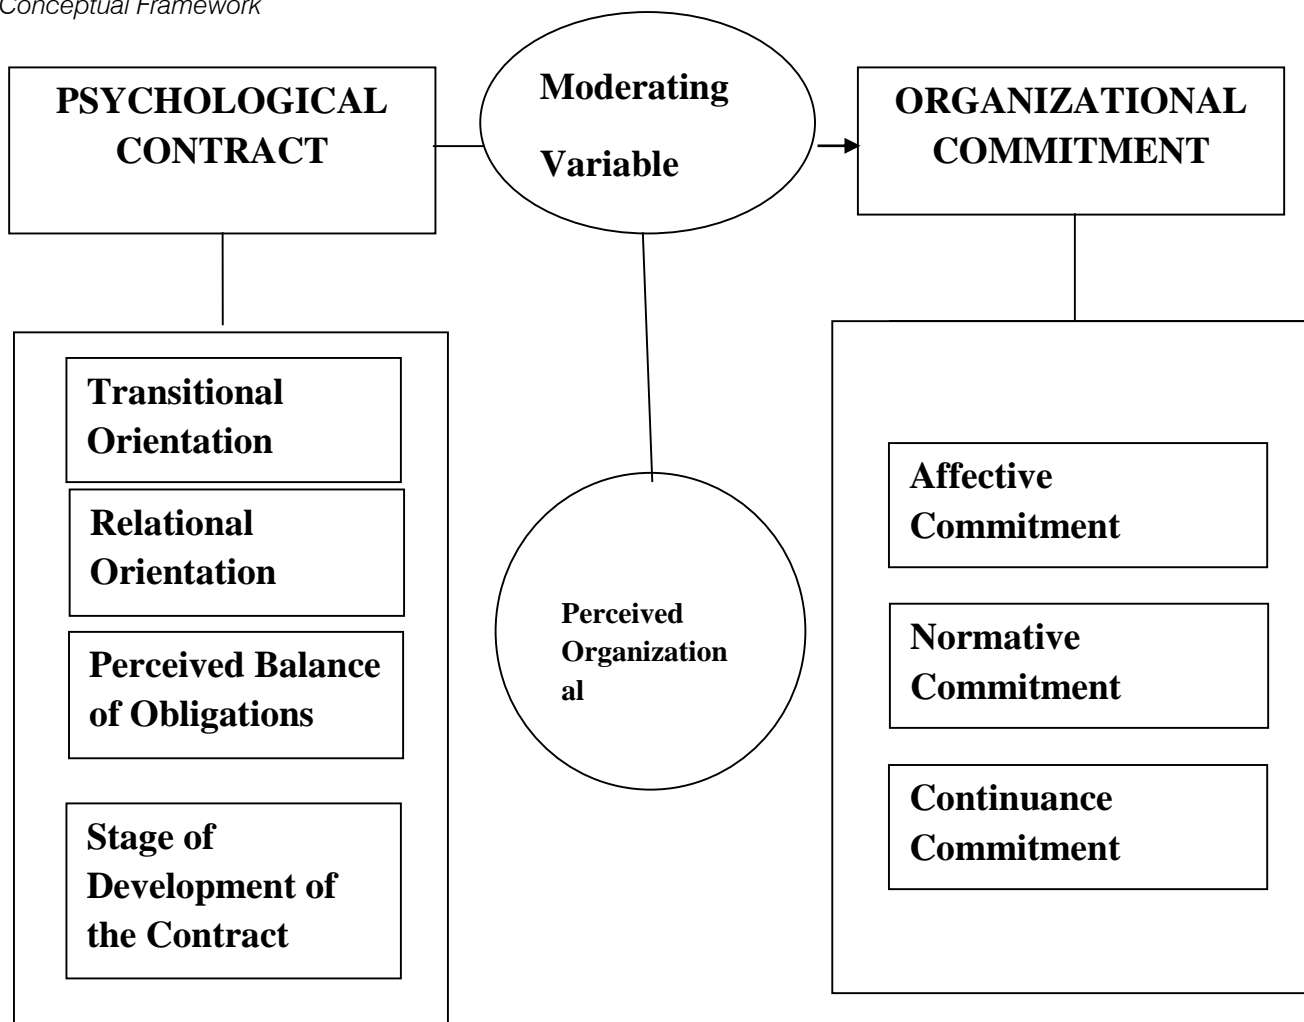 Conceptual Framework
PSYCHOLOGICAL
CONTRACT
Moderating
Variable
ORGANIZATIONAL
COMMITMENT
Transitional
Orientation
Relational
Orientation
Perceived Balance
of Obligations
Stage of
Development of
the Contract
Perceived
Organization
al
Affective
Commitment
Normative
Commitment
Continuance
Commitment